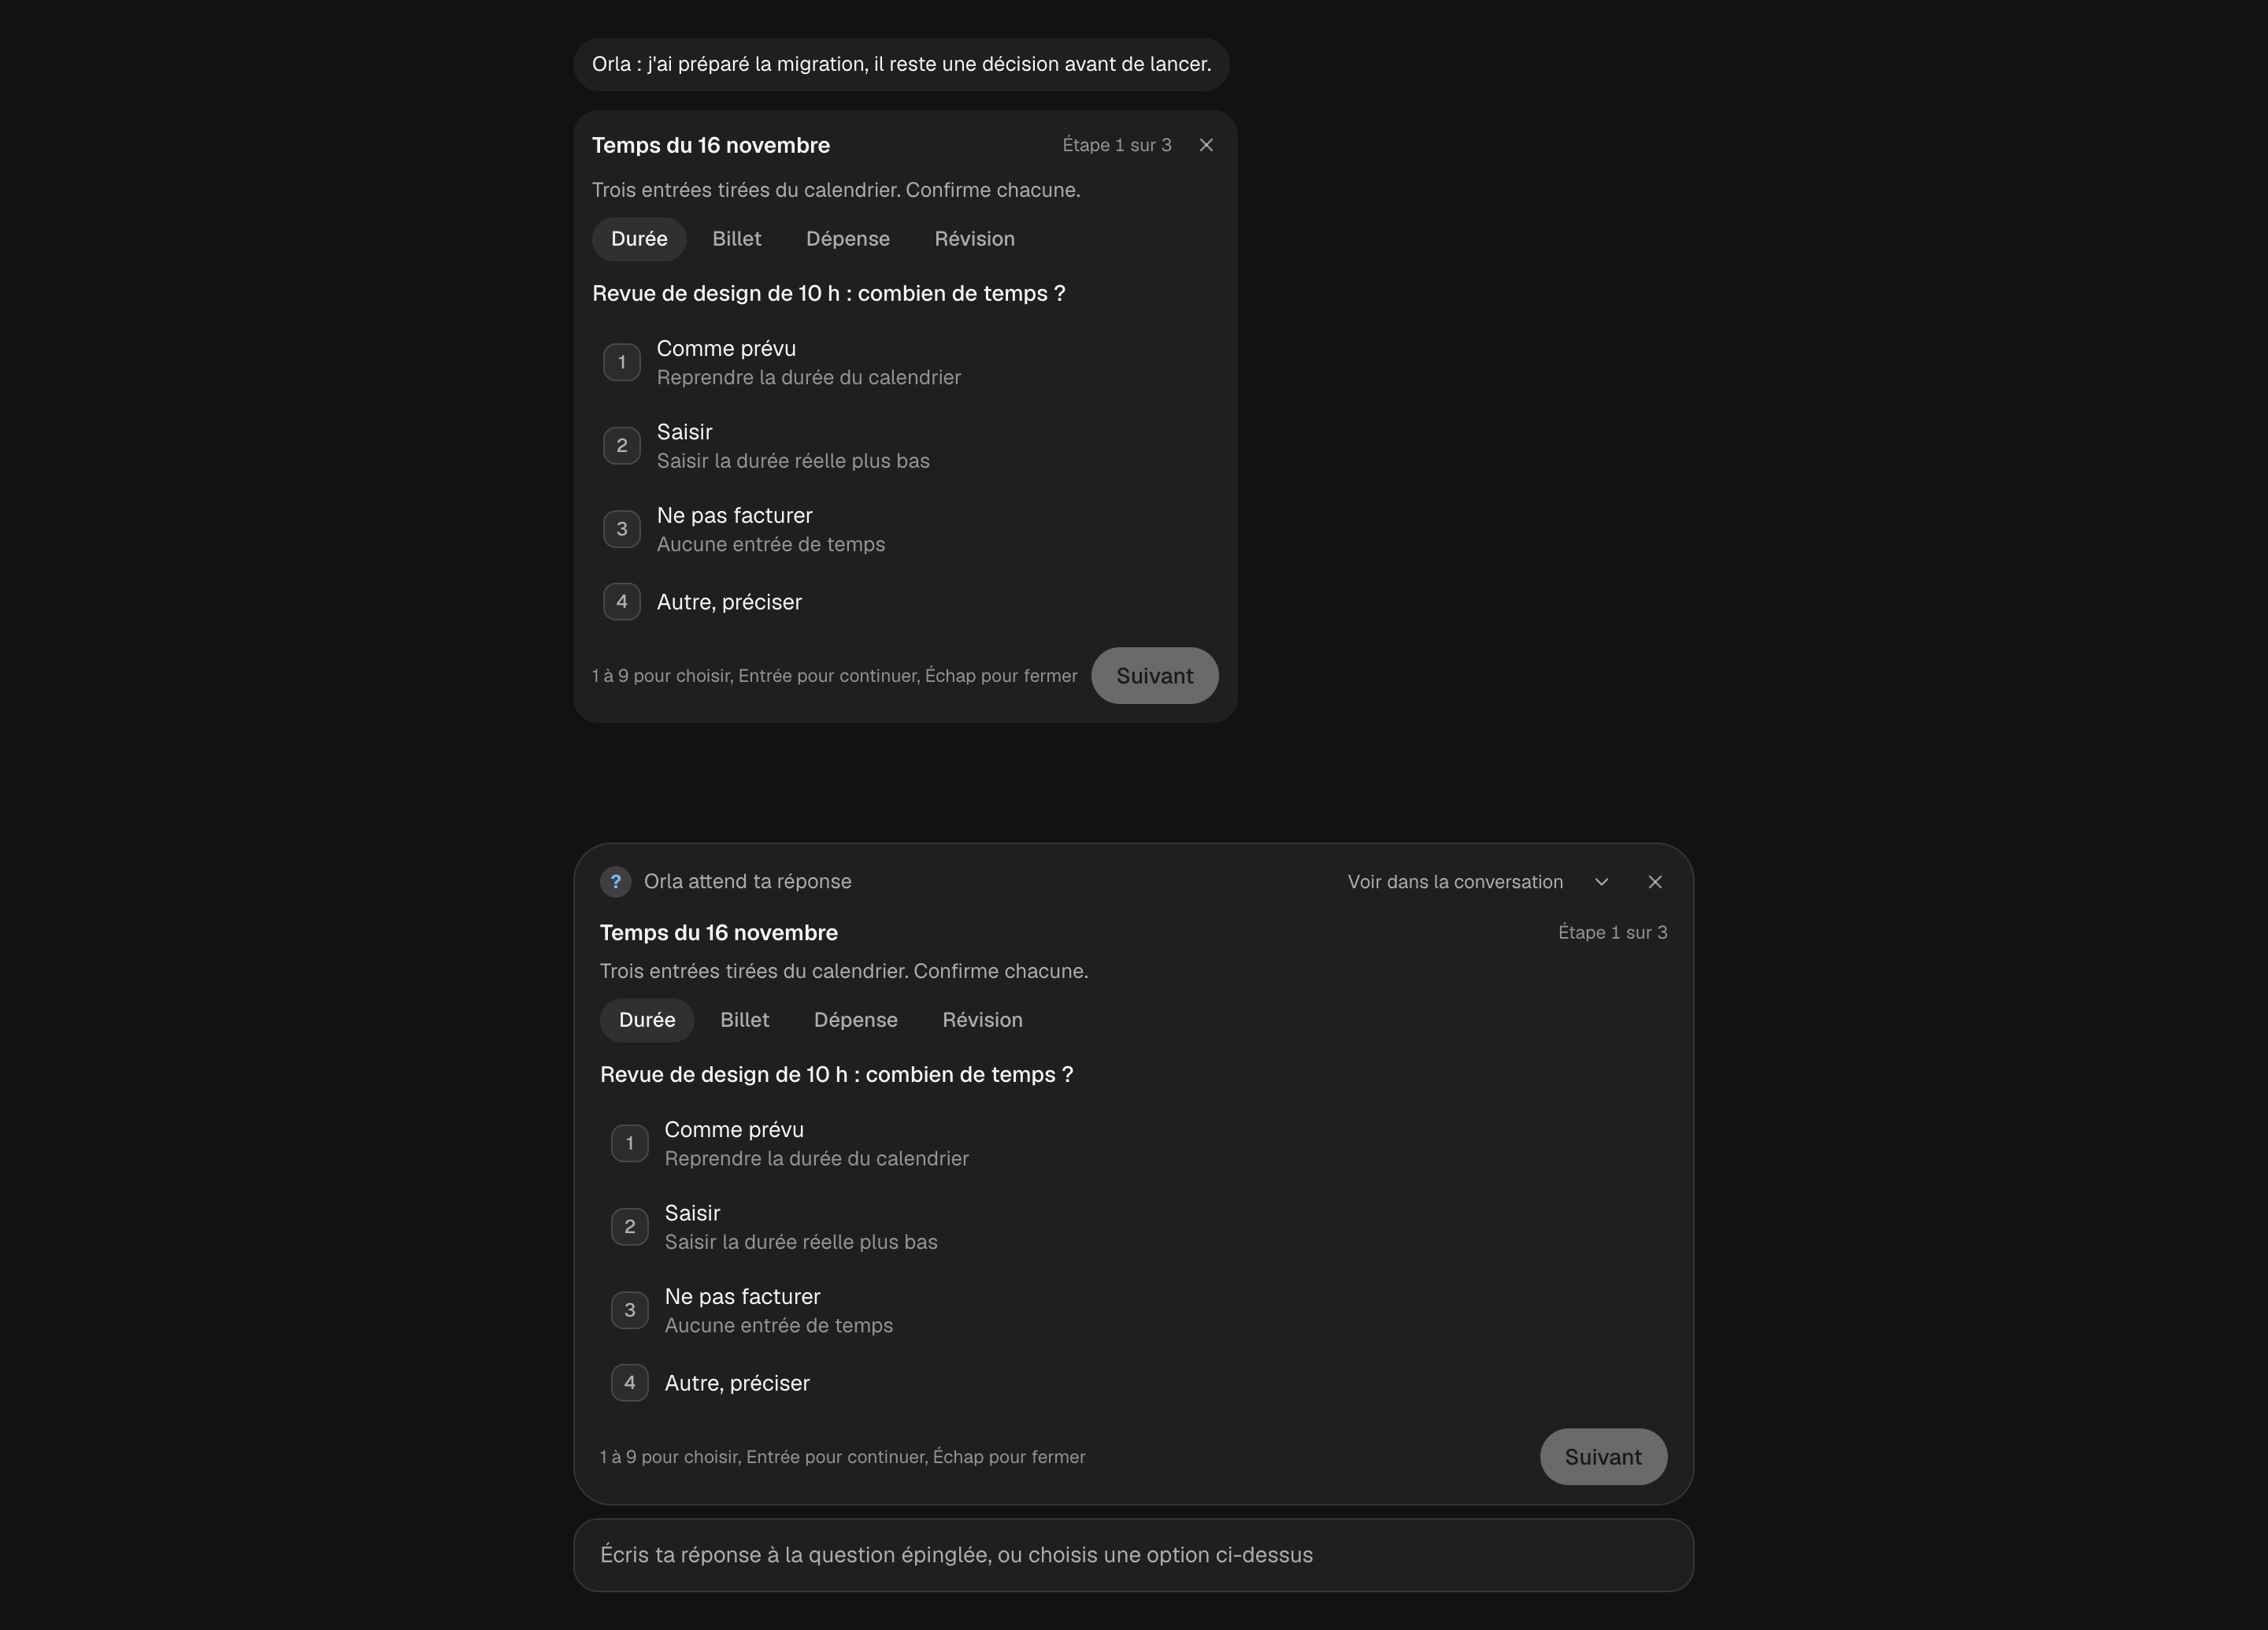 Orla : j'ai préparé la migration, il reste une décision avant de lancer.
Temps du 16 novembre
Étape 1 sur 3
Trois entrées tirées du calendrier. Confirme chacune.
Durée Billet Dépense Révision
Revue de design de 10 h : combien de temps ?
1 Comme prévu
Reprendre la durée du calendrier
2 Saisir
Saisir la durée réelle plus bas
3 Ne pas facturer
Aucune entrée de temps
4 Autre, préciser
1 à 9 pour choisir, Entrée pour continuer, Échap pour fermer
Suivant
? Orla attend ta réponse
Voir dans la conversation
Temps du 16 novembre
Étape 1 sur 3
Trois entrées tirées du calendrier. Confirme chacune.
Durée Billet Dépense Révision
Revue de design de 10 h : combien de temps ?
1 Comme prévu
Reprendre la durée du calendrier
2 Saisir
Saisir la durée réelle plus bas
3 Ne pas facturer
Aucune entrée de temps
4 Autre, préciser
1 à 9 pour choisir, Entrée pour continuer, Échap pour fermer
Suivant
Écris ta réponse à la question épinglée, ou choisis une option ci-dessus